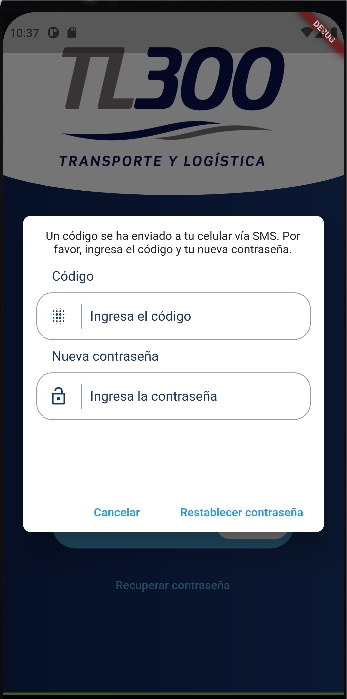 10:37
DEBUG
TL300
TRANSPORTE Y LOGÍSTICA
Un código se ha enviado a tu celular vía SMS. Por
favor, ingresa el código y tu nueva contraseña.
Código
Ingresa el código
Nueva contraseña
Ingresa la contraseña
Cancelar
Restablecer contraseña
Recuperar contraseña